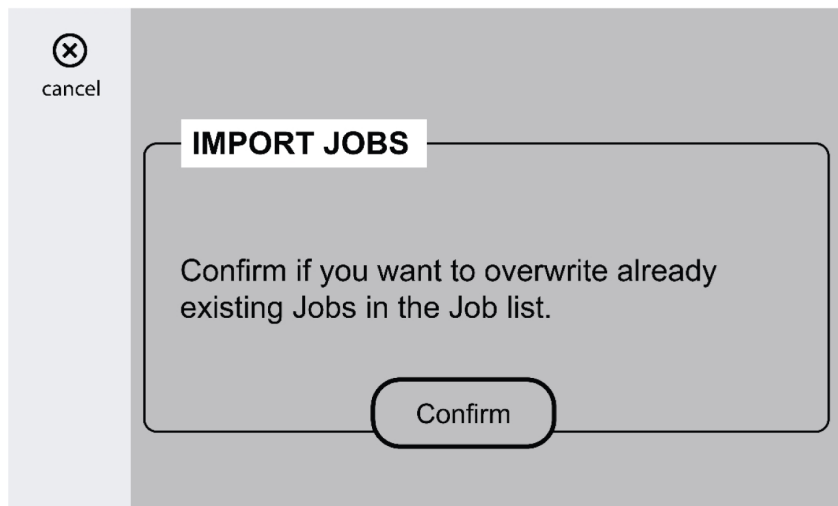 cancel
IMPORT JOBS
Confirm if you want to overwrite already
existing Jobs in the Job list.
Confirm